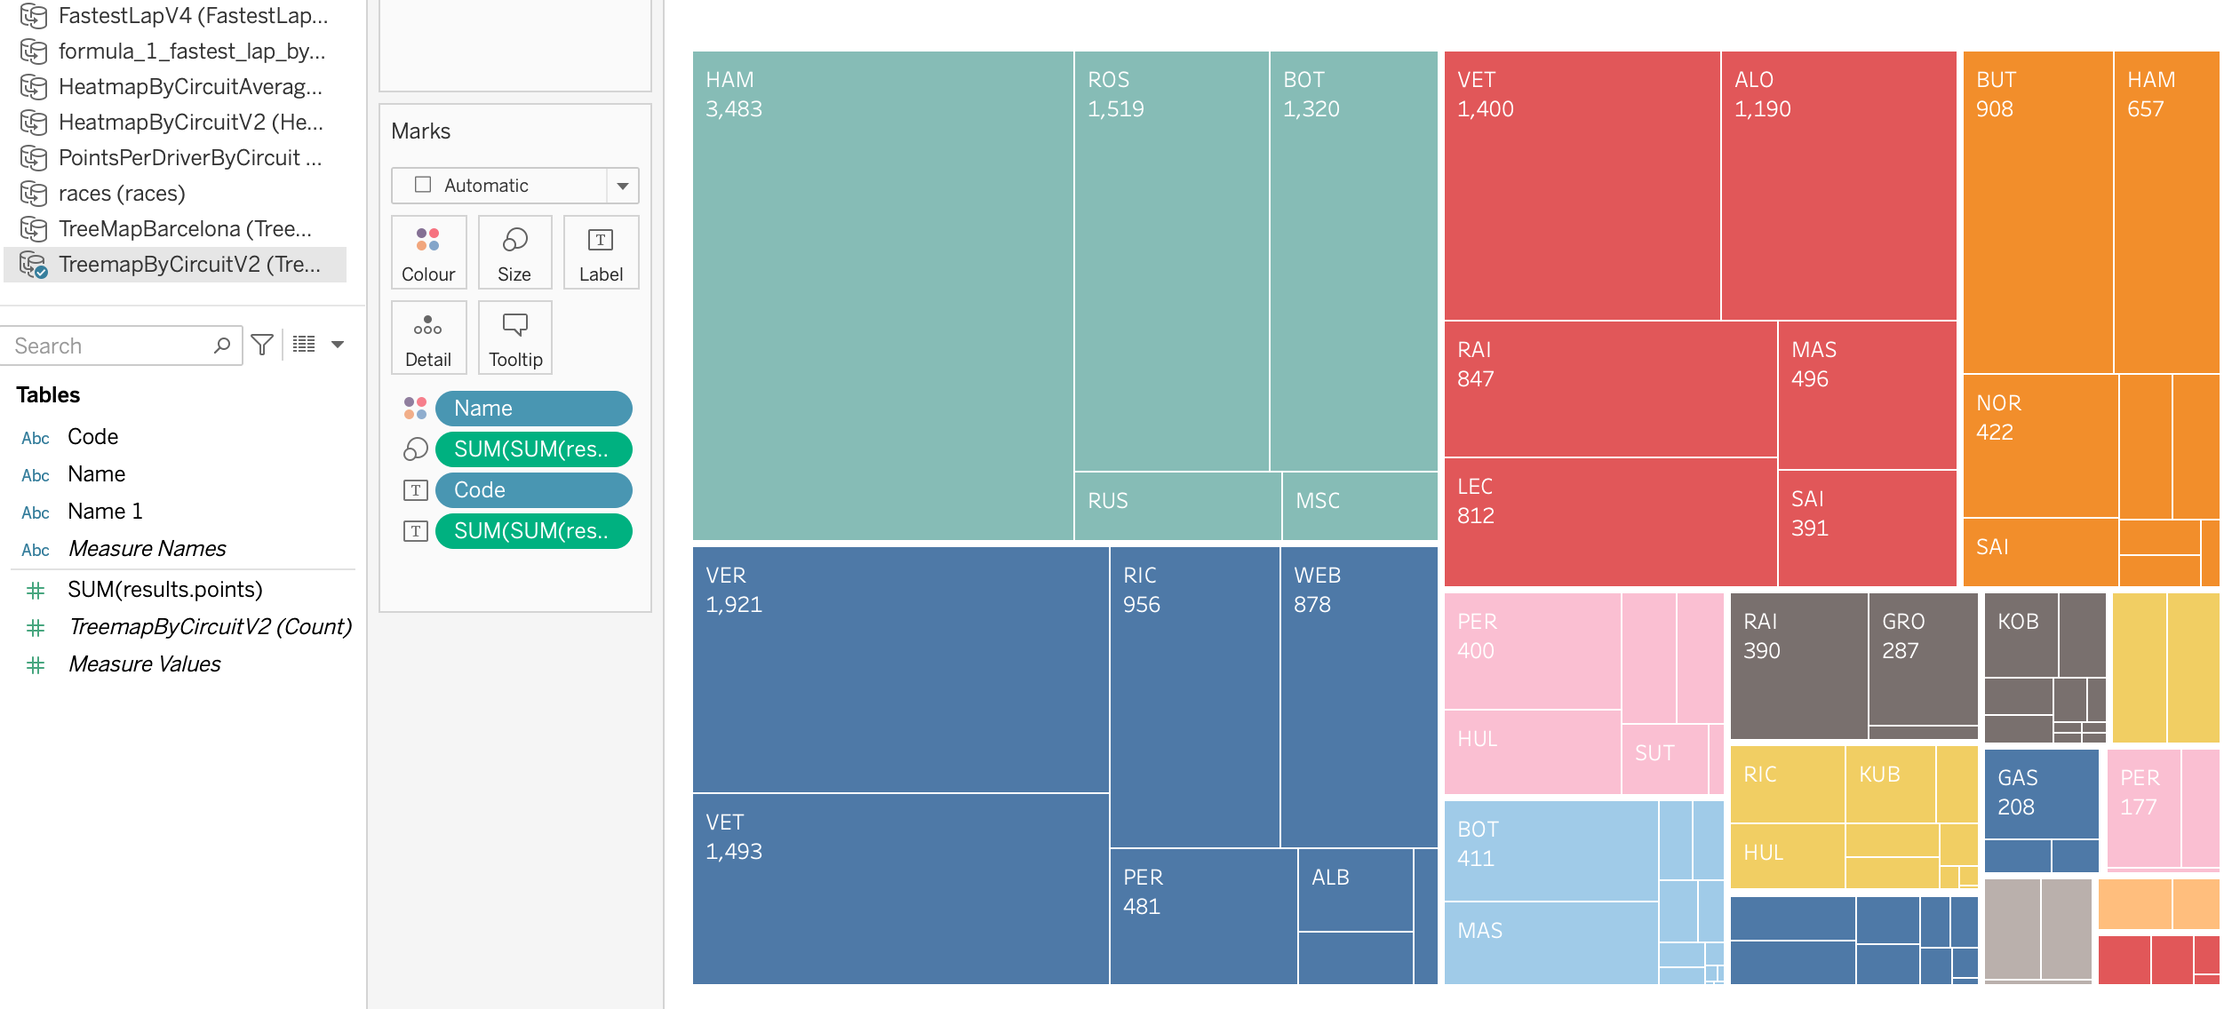 FastestLapV4 (FastestLap...
formula_1_fastest_lap_by...
HeatmapByCircuitAverag...
HeatmapByCircuitV2 (He...
PointsPerDriverByCircuit ...
races (races)
TreeMapBarcelona (Tree...
TreemapByCircuitV2 (Tre...
Search
Tables
Abc Code
Abc Name
Abc Name 1
Abc Measure Names
# SUM(results.points)
# TreemapByCircuitV2 (Count)
# Measure Values
Marks
Automatic
Colour
Size
T
Label
Detail
Tooltip
Name
SUM(SUM(res..
T Code
T SUM(SUM(res..
HAM
3,483
ROS
1,519
BOT
1,320
RUS
MSC
VER
1,921
VET
1,493
RIC
956
WEB
878
PER
481
ALB
VET
1,400
ALO
1,190
RAI
847
MAS
496
LEC
812
SAI
391
BUT
908
HAM
657
NOR
422
SAI
PER
400
HUL
SUT
BOT
411
MAS
RAI
390
GRO
287
RIC
KUB
HUL
KOB
GAS
208
PER
177